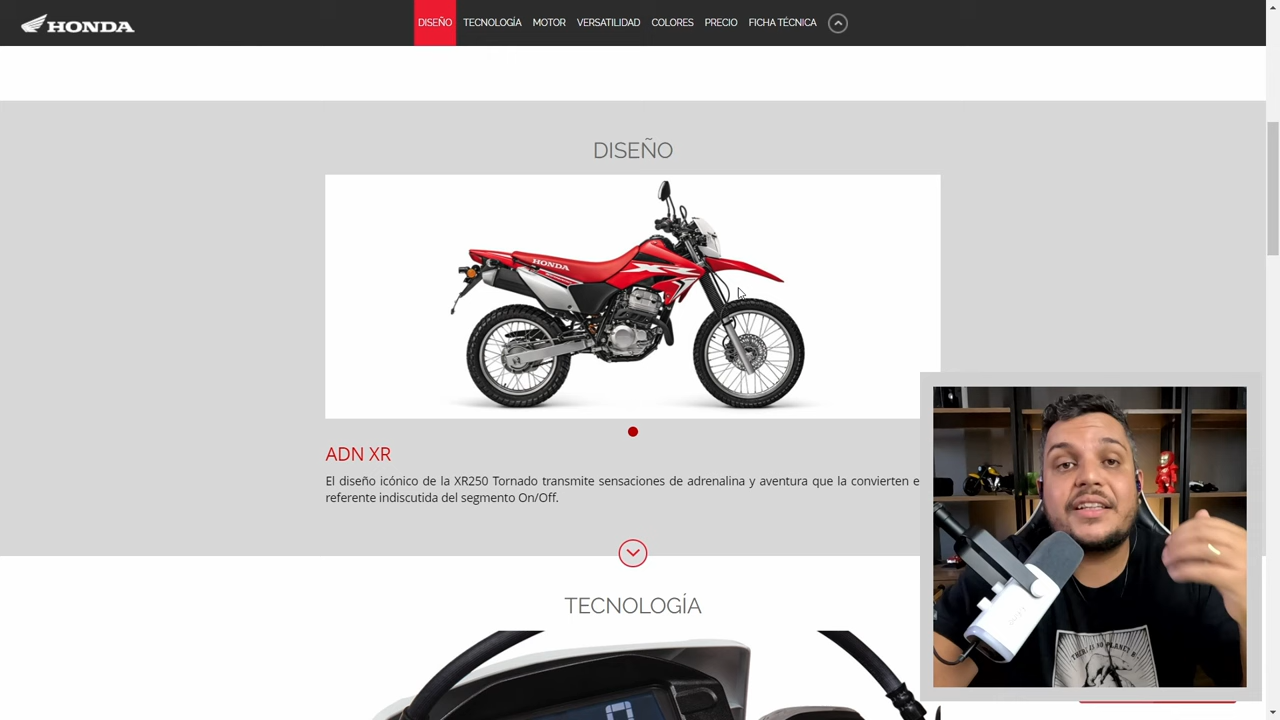 HONDA
DISEÑO
TECNOLOGÍA
MOTOR
VERSATILIDAD
COLORES
PRECIO
FICHA TÉCNICA
DISEÑO
HONDA
XR
ADN XR
El diseño icónico de la XR250 Tornado transmite sensaciones de adrenalina y aventura que la convierten e
referente indiscutida del segmento On/Off.
TECNOLOGÍA